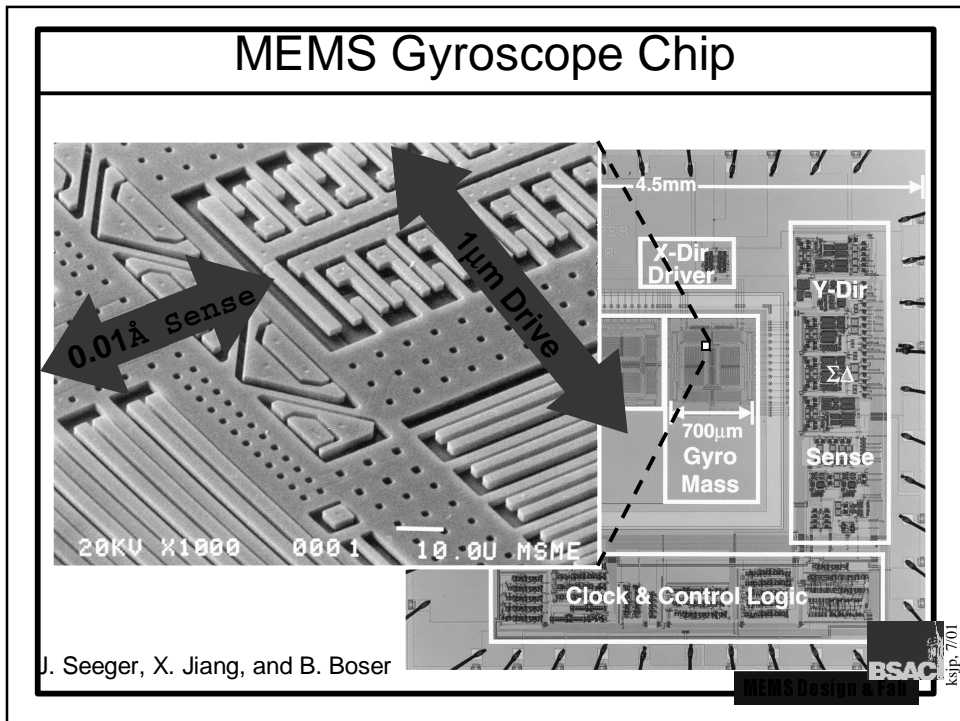 MEMS Gyroscope Chip
0.01Å Sense
1μm Drive
20KV X1000 0001 10.0U MSME
4.5mm
X-Dir
Driver
Y-Dir
ΣΔ
Sense
700μm
Gyro
Mass
Clock & Control Logic
J. Seeger, X. Jiang, and B. Boser
BSAC
MEMS Design & Fab
ksjp, 7/01